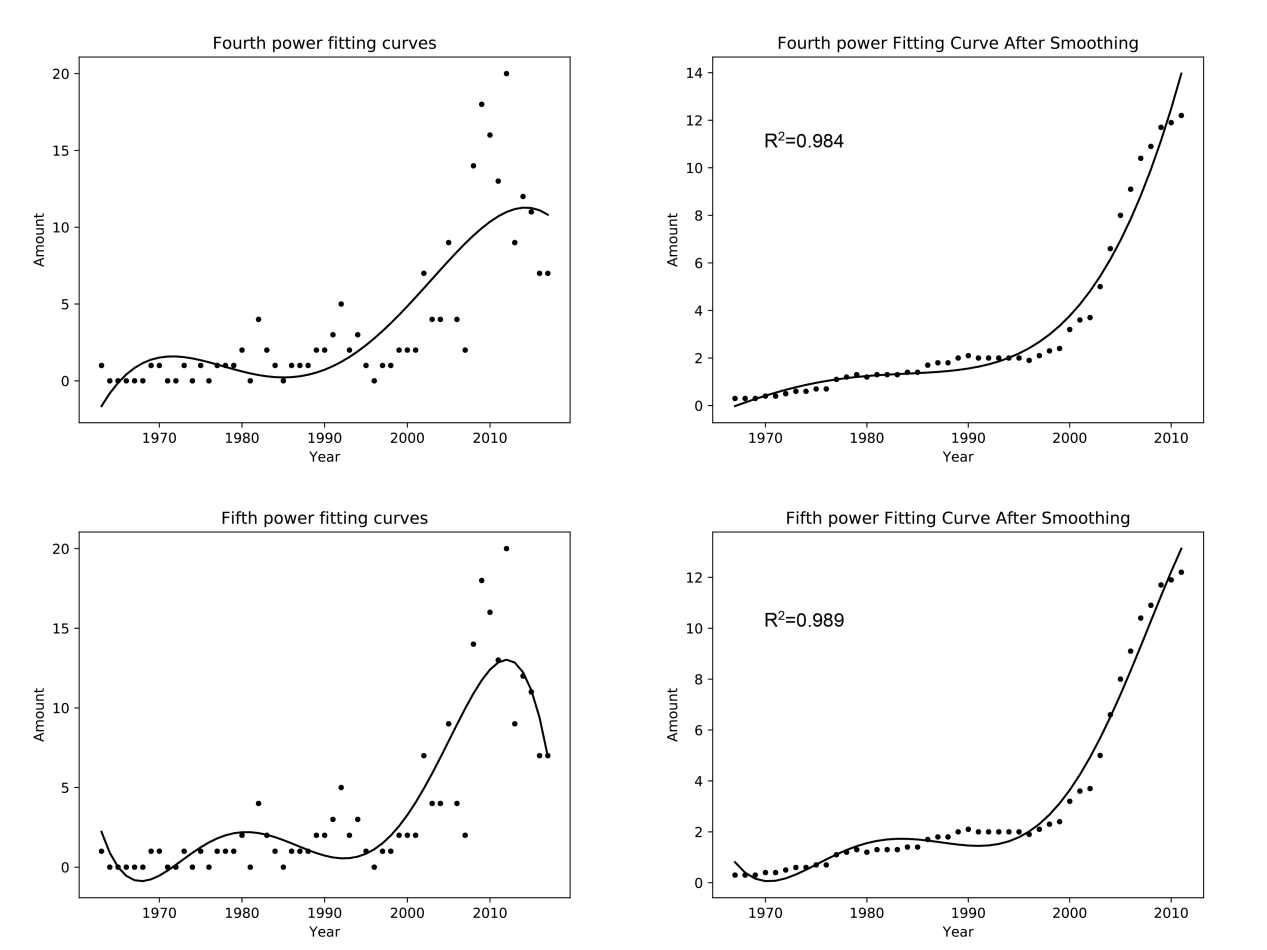 Fourth power fitting curves
20
15
10
5
0
Amount
1970 1980 1990 2000 2010
Year
Fourth power Fitting Curve After Smoothing
14
12
10
8
6
4
2
0
Amount
R²=0.984
1970 1980 1990 2000 2010
Year
Fifth power fitting curves
20
15
10
5
0
Amount
1970 1980 1990 2000 2010
Year
Fifth power Fitting Curve After Smoothing
12
10
8
6
4
2
0
Amount
R²=0.989
1970 1980 1990 2000 2010
Year